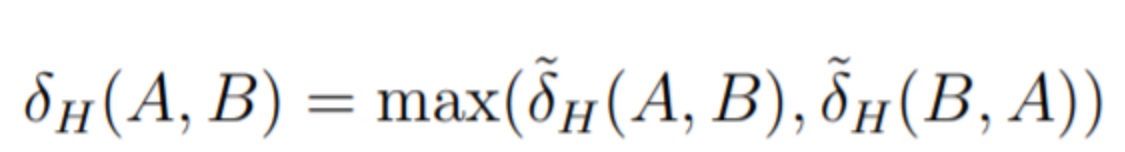 δ_H(A, B) = max(δ̃_H(A, B), δ̃_H(B, A))